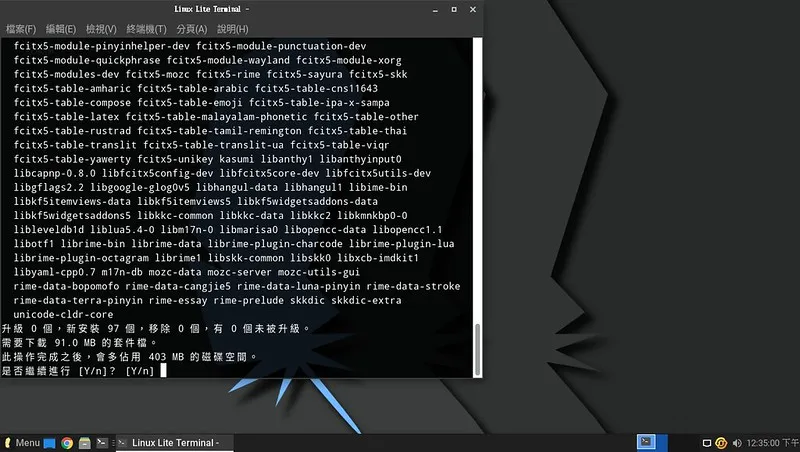 Linux Lite Terminal -
檔案(F) 編輯(E) 檢視(V) 終端機(T) 分頁(A) 說明(H)
fcitx5-module-pinyinhelper-dev fcitx5-module-punctuation-dev
fcitx5-module-quickphrase fcitx5-module-wayland fcitx5-module-xorg
fcitx5-modules-dev fcitx5-mozc fcitx5-rime fcitx5-sayura fcitx5-skk
fcitx5-table-amharic fcitx5-table-arabic fcitx5-table-cns11643
fcitx5-table-compose fcitx5-table-emoji fcitx5-table-ipa-x-sampa
fcitx5-table-latex fcitx5-table-malayalam-phonetic fcitx5-table-other
fcitx5-table-rustrad fcitx5-table-tamil-remington fcitx5-table-thai
fcitx5-table-translit fcitx5-table-translit-ua fcitx5-table-viqr
fcitx5-table-yawerty fcitx5-unikey kasumi libanthy1 libanthyinput0
libcapnp-0.8.0 libfcitx5config-dev libfcitx5core-dev libfcitx5utils-dev
libgflags2.2 libgoogle-glog0v5 libhangul-data libhangul1 libime-bin
libkf5itemviews-data libkf5itemviews5 libkf5widgetsaddons-data
libkf5widgetsaddons5 libkkc-common libkkc-data libkkc2 libkmnkbp0-0
libleveldb1d liblua5.4-0 libm17n-0 libmarisa0 libopencc-data libopencc1.1
libotf1 librime-bin librime-data librime-plugin-charcode librime-plugin-lua
librime-plugin-octagram librime1 libskk-common libskk0 libxcb-imdkit1
libyaml-cpp0.7 m17n-db mozc-data mozc-server mozc-utils-gui
rime-data-bopomofo rime-data-cangjie5 rime-data-luna-pinyin rime-data-stroke
rime-data-terra-pinyin rime-essay rime-prelude skkdic skkdic-extra
unicode-cldr-core
升級 0 個，新安裝 97 個，移除 0 個，有 0 個未被升級。
需要下載 91.0 MB 的套件檔。
此操作完成之後，會多佔用 403 MB 的磁碟空間。
是否繼續進行 [Y/n]？ [Y/n]
Menu Linux Lite Terminal - 12:35:00 下午